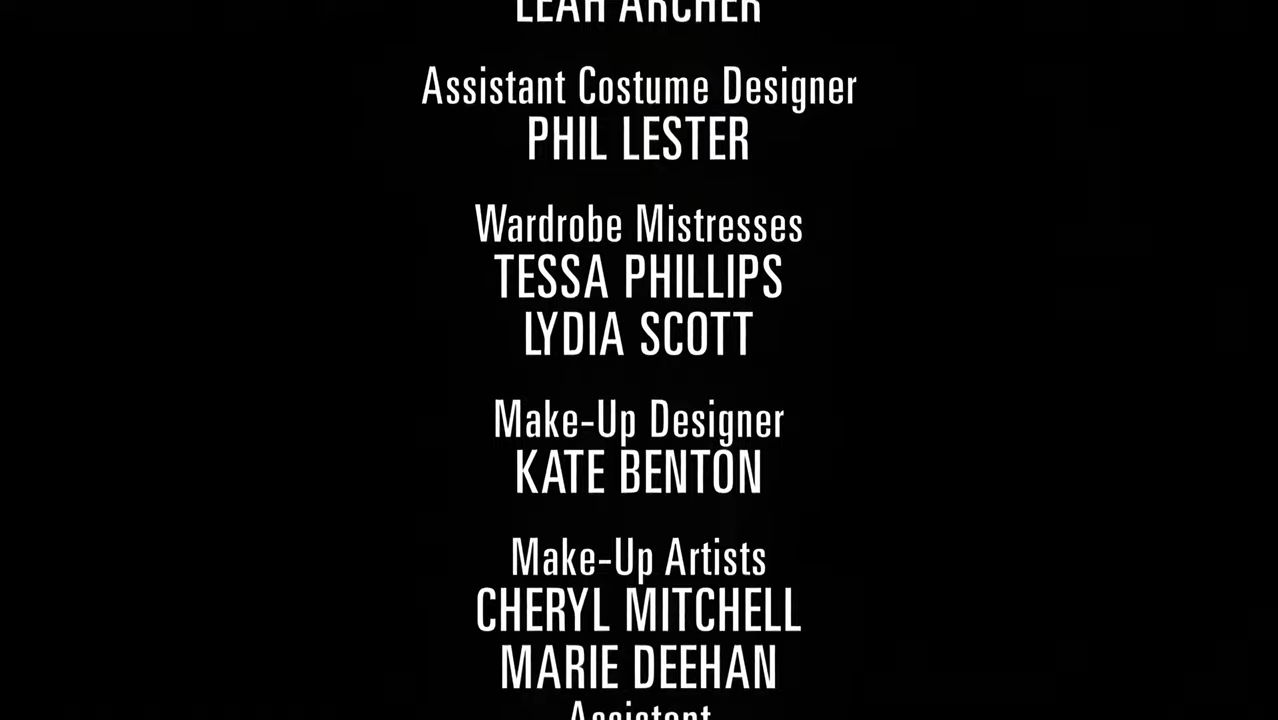 LEAH ARCHER
Assistant Costume Designer
PHIL LESTER
Wardrobe Mistresses
TESSA PHILLIPS
LYDIA SCOTT
Make-Up Designer
KATE BENTON
Make-Up Artists
CHERYL MITCHELL
MARIE DEEHAN
Assistant